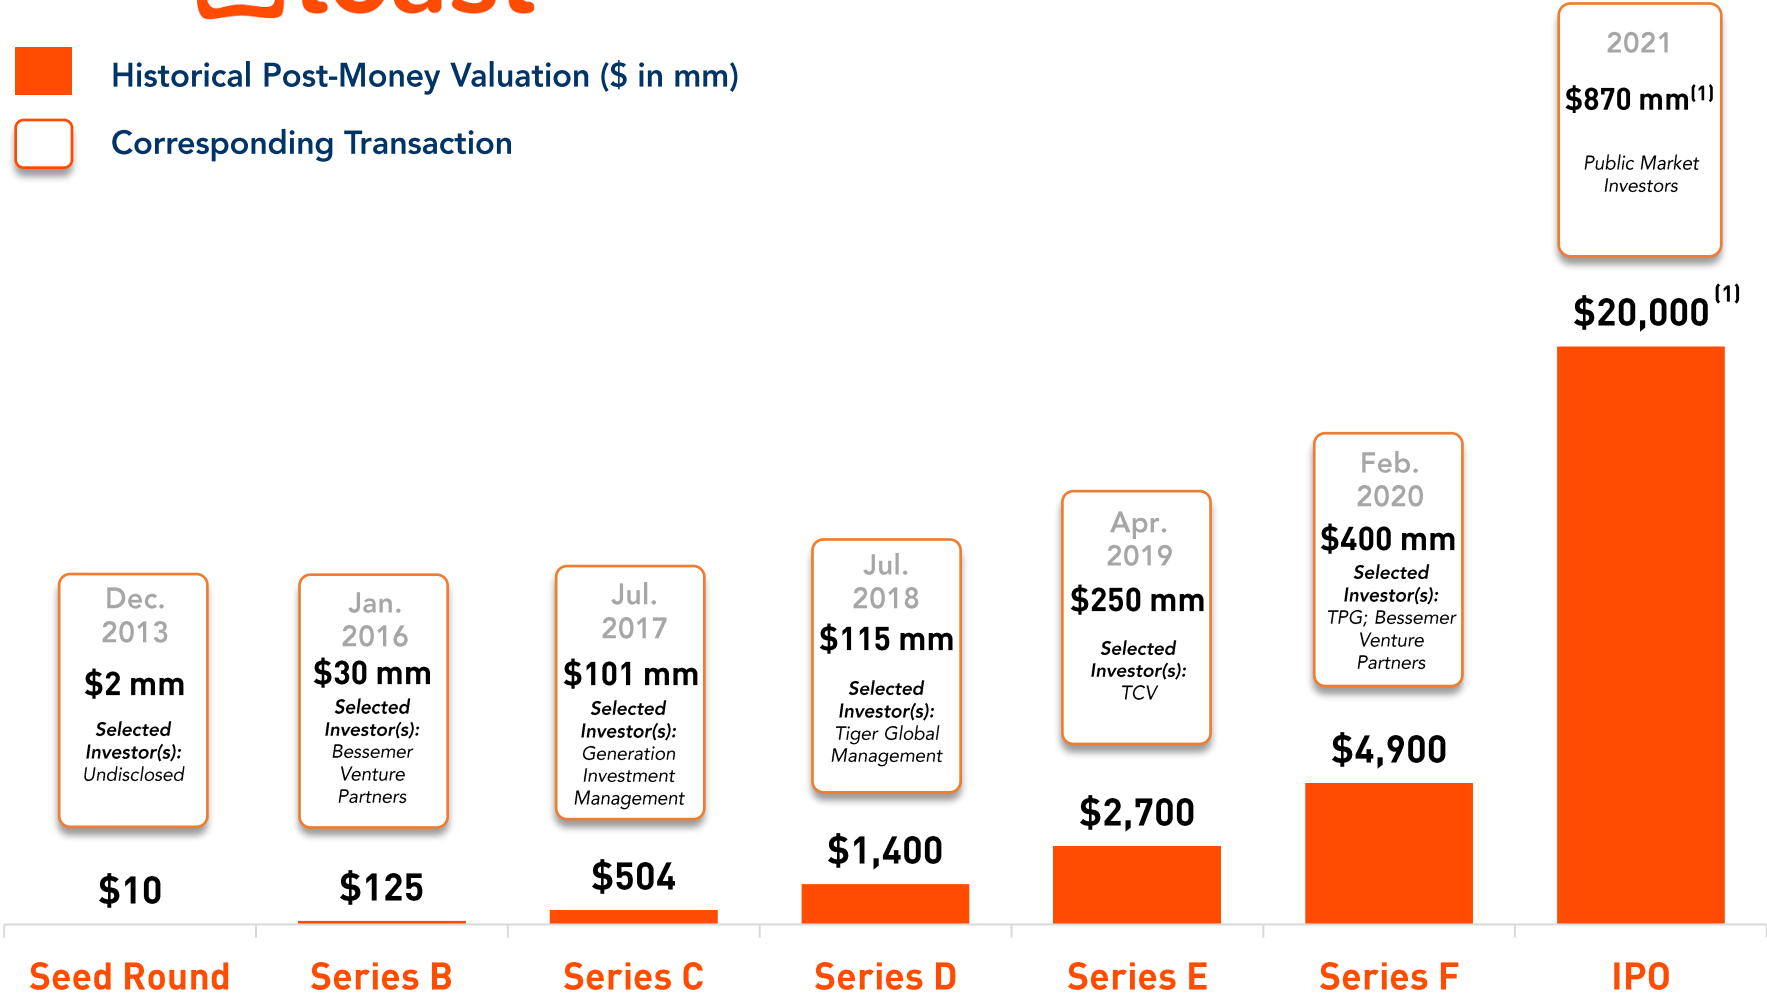 toast
Historical Post-Money Valuation ($ in mm)
Corresponding Transaction
Dec.
2013
$2 mm
Selected
Investor(s):
Undisclosed
$10
Seed Round
Jan.
2016
$30 mm
Selected
Investor(s):
Bessemer
Venture
Partners
$125
Series B
Jul.
2017
$101 mm
Selected
Investor(s):
Generation
Investment
Management
$504
Series C
Jul.
2018
$115 mm
Selected
Investor(s):
Tiger Global
Management
$1,400
Series D
Apr.
2019
$250 mm
Selected
Investor(s):
TCV
$2,700
Series E
Feb.
2020
$400 mm
Selected
Investor(s):
TPG; Bessemer
Venture
Partners
$4,900
Series F
2021
$870 mm(1)
Public Market
Investors
$20,000(1)
IPO